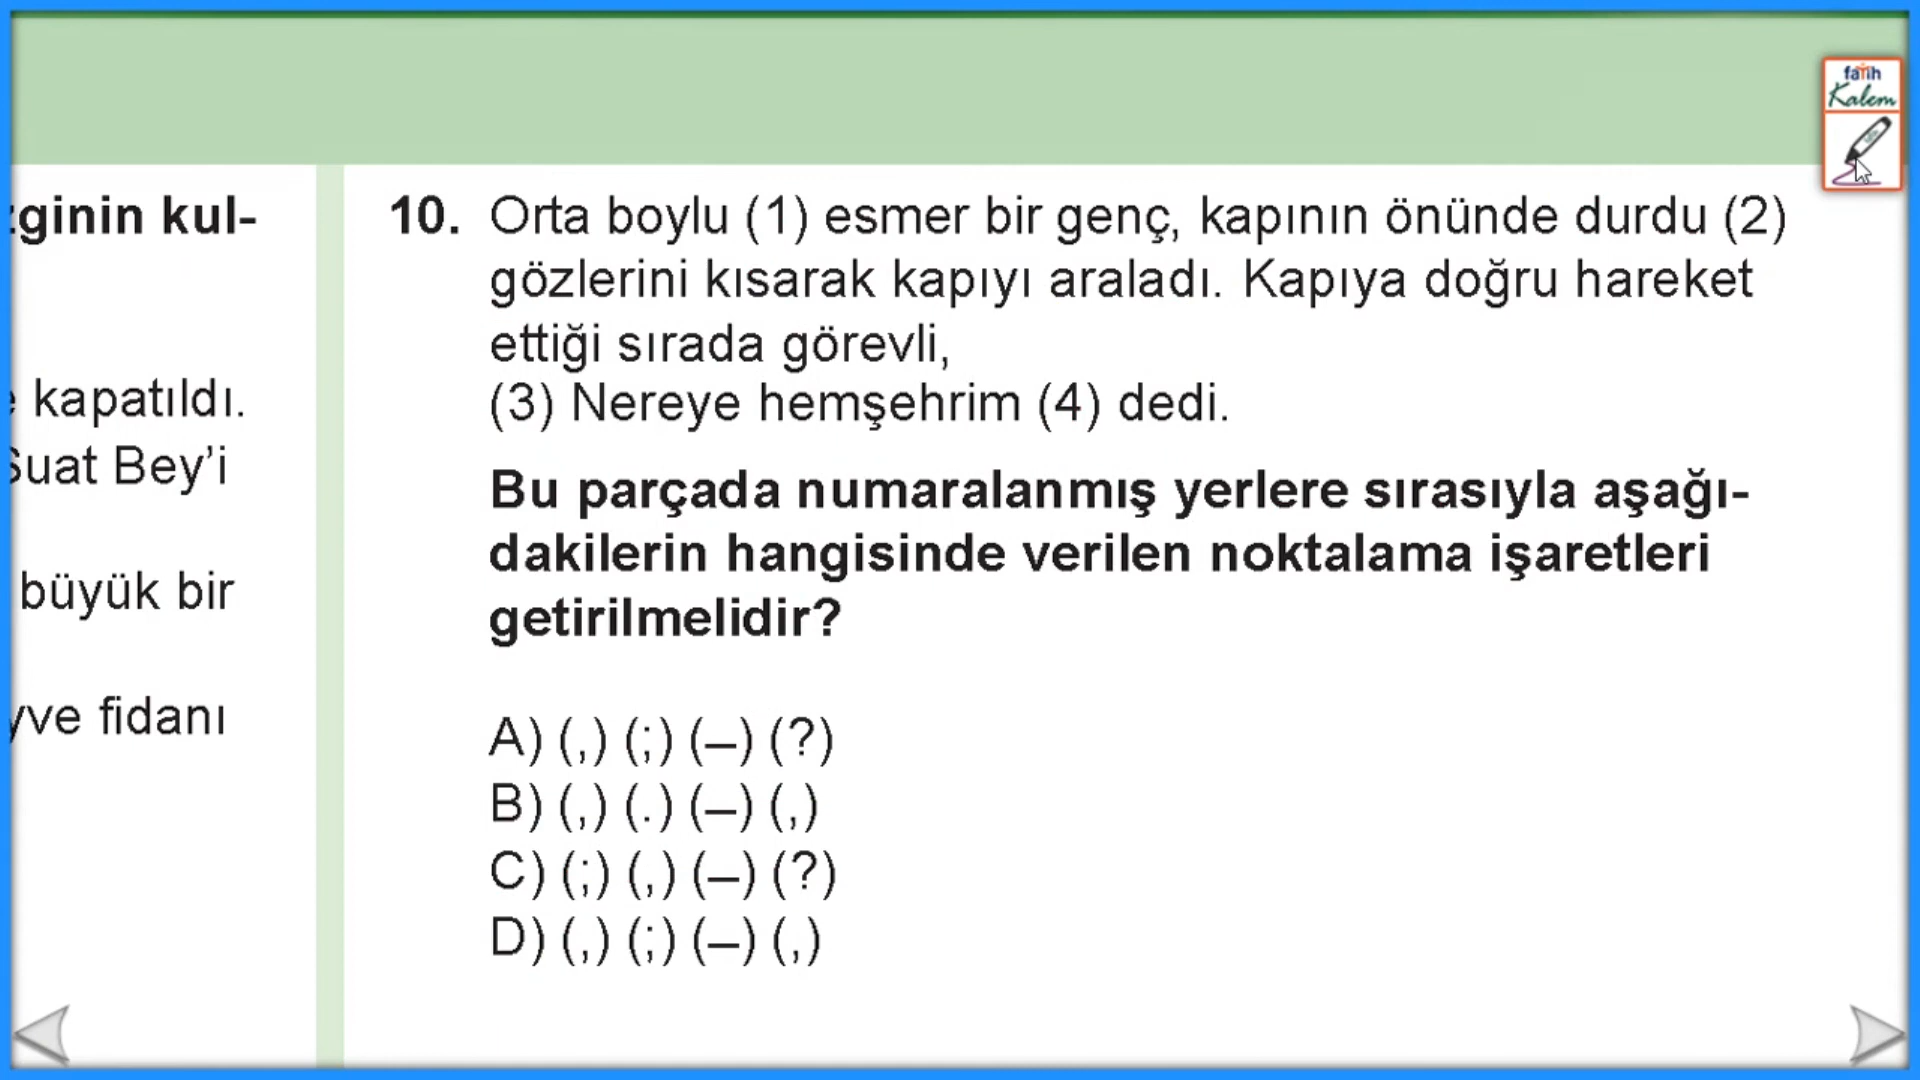 fatih
Kalem
ginin kul-
kapatıldı.
Suat Bey'i
büyük bir
yve fidanı
10. Orta boylu (1) esmer bir genç, kapının önünde durdu (2)
gözlerini kısarak kapıyı araladı. Kapıya doğru hareket
ettiği sırada görevli,
(3) Nereye hemşehrim (4) dedi.
Bu parçada numaralanmış yerlere sırasıyla aşağı-
dakilerin hangisinde verilen noktalama işaretleri
getirilmelidir?
A) (,) (;) (–) (?)
B) (,) (.) (–) (,)
C) (;) (,) (–) (?)
D) (,) (;) (–) (,)